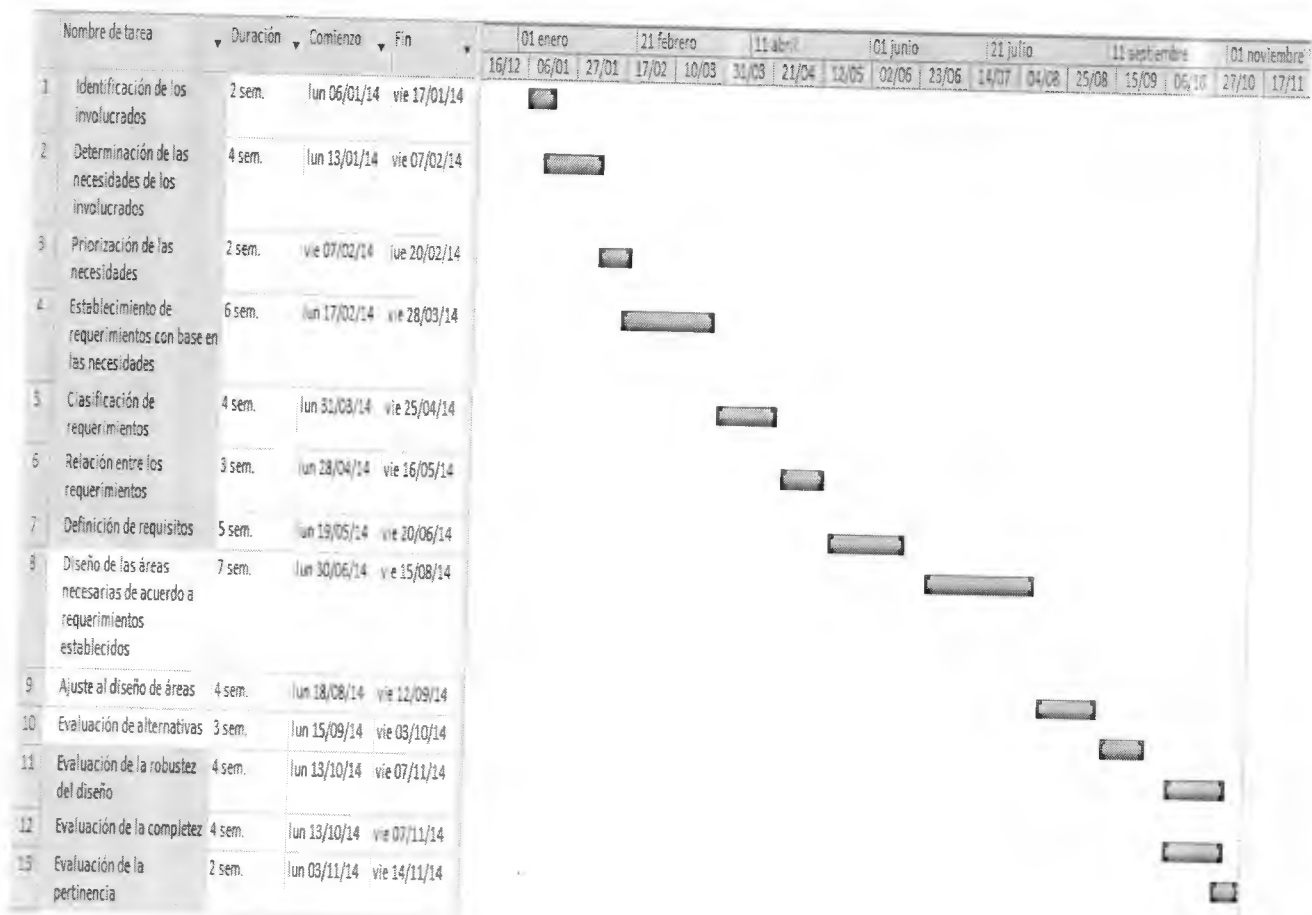 Nombre de tarea Duración Comienzo Fin
01 enero 21 febrero 11 abril 01 junio 21 julio 11 septiembre 01 noviembre
16/12 06/01 27/01 17/02 10/03 31/03 21/04 12/05 02/06 23/06 14/07 04/08 25/08 15/09 06/10 27/10 17/11
1 Identificación de los 2 sem. lun 06/01/14 vie 17/01/14
involucrados
2 Determinación de las 4 sem. lun 13/01/14 vie 07/02/14
necesidades de los
involucrados
3 Priorización de las 2 sem. vie 07/02/14 jue 20/02/14
necesidades
4 Establecimiento de 6 sem. lun 17/02/14 vie 28/03/14
requerimientos con base en
las necesidades
5 Clasificación de 4 sem. lun 31/03/14 vie 25/04/14
requerimientos
6 Relación entre los 3 sem. lun 28/04/14 vie 16/05/14
requerimientos
7 Definición de requisitos 5 sem. lun 19/05/14 vie 20/06/14
8 Diseño de las áreas 7 sem. lun 30/06/14 vie 15/08/14
necesarias de acuerdo a
requerimientos
establecidos
9 Ajuste al diseño de áreas 4 sem. lun 18/08/14 vie 12/09/14
10 Evaluación de alternativas 3 sem. lun 15/09/14 vie 03/10/14
11 Evaluación de la robustez 4 sem. lun 13/10/14 vie 07/11/14
del diseño
12 Evaluación de la completez 4 sem. lun 13/10/14 vie 07/11/14
13 Evaluación de la 2 sem. lun 03/11/14 vie 14/11/14
pertinencia